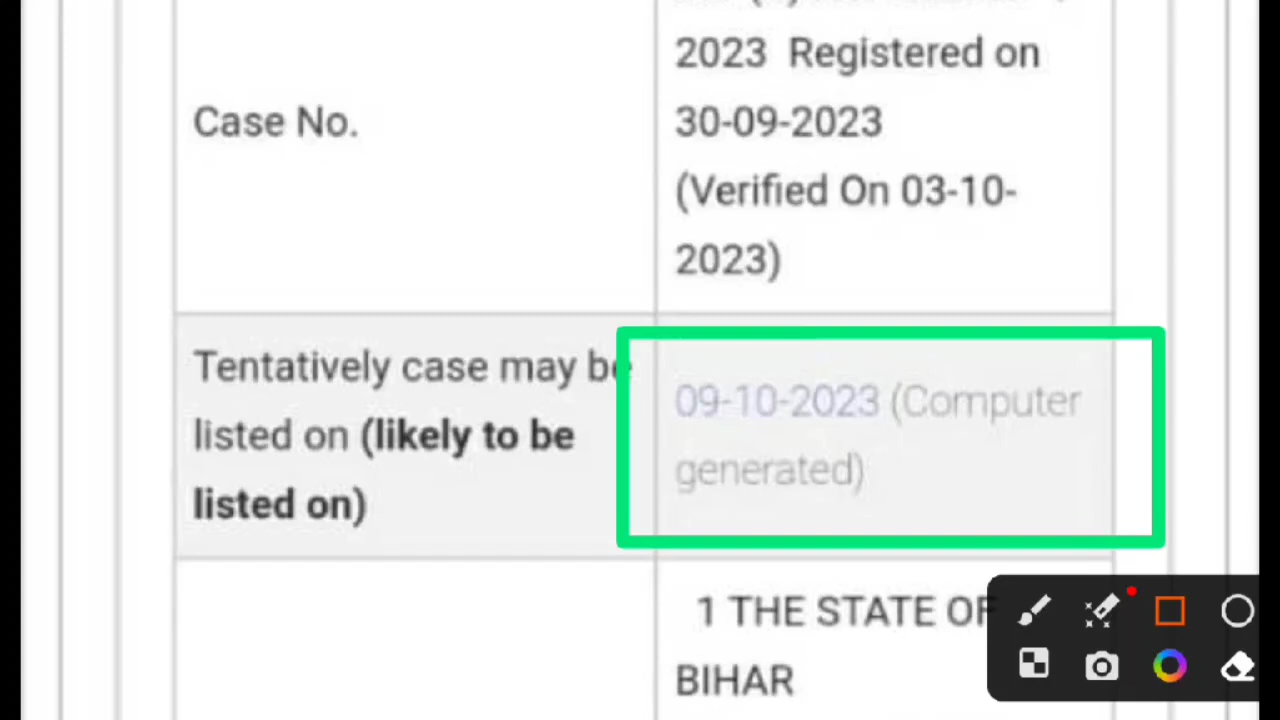 2023 Registered on
Case No.
30-09-2023
(Verified On 03-10-
2023)
Tentatively case may be
listed on (likely to be
listed on)
09-10-2023 (Computer
generated)
1 THE STATE OF
BIHAR